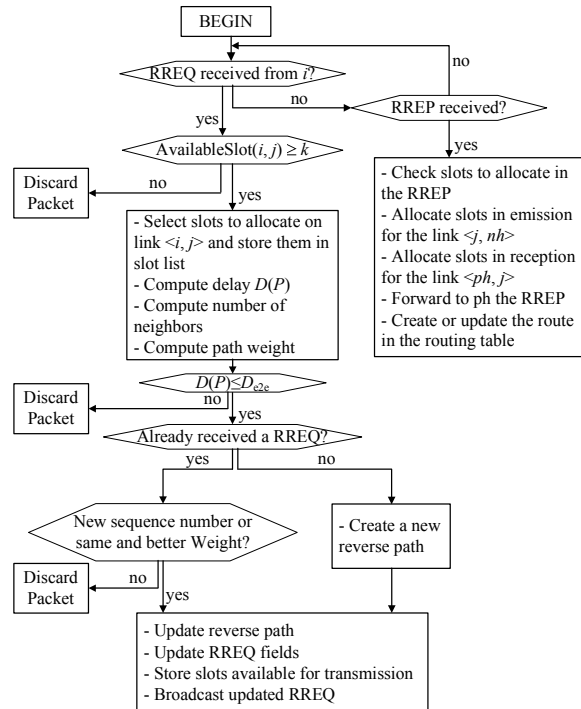 BEGIN
RREQ received from i?
no
no
RREP received?
yes
AvailableSlot(i, j) ≥ k
yes
no
Discard
Packet
yes
- Check slots to allocate in
the RREP
- Allocate slots in emission
for the link <j, nh>
- Allocate slots in reception
for the link <ph, j>
- Forward to ph the RREP
- Create or update the route
in the routing table
- Select slots to allocate on
link <i, j> and store them in
slot list
- Compute delay D(P)
- Compute number of
neighbors
- Compute path weight
D(P)≤De2e
no
Discard
Packet
yes
Already received a RREQ?
yes
no
New sequence number or
same and better Weight?
- Create a new
reverse path
no
Discard
Packet
yes
- Update reverse path
- Update RREQ fields
- Store slots available for transmission
- Broadcast updated RREQ